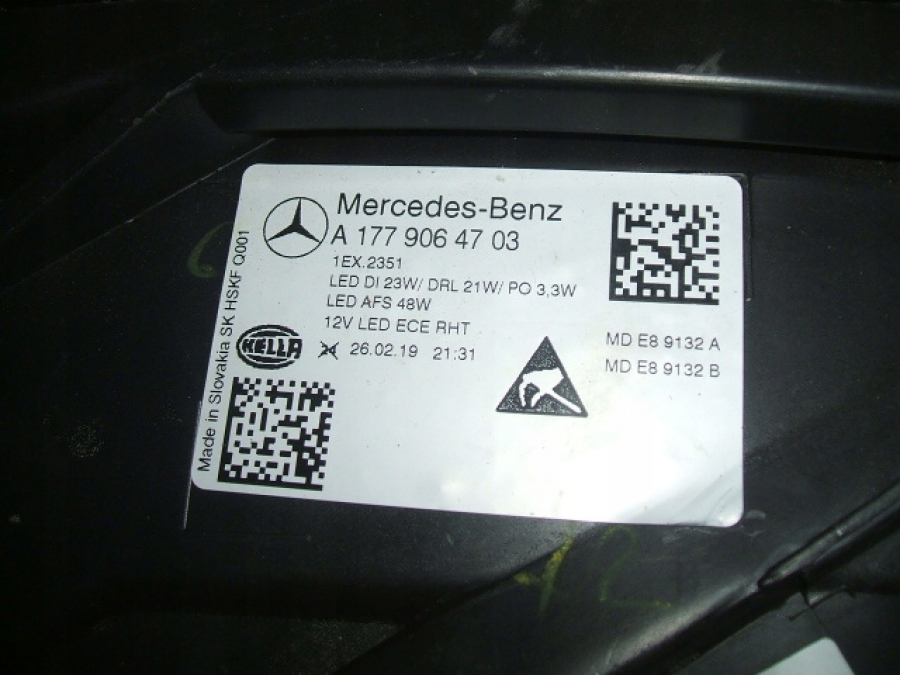 Mercedes-Benz
A 177 906 47 03
1EX.2351
LED DI 23W/ DRL 21W/ PO 3,3W
LED AFS 48W
12V LED ECE RHT
HELLA
24 26.02.19 21:31
MD E8 9132 A
MD E8 9132 B
Made in Slovakia SK HSKF Q001